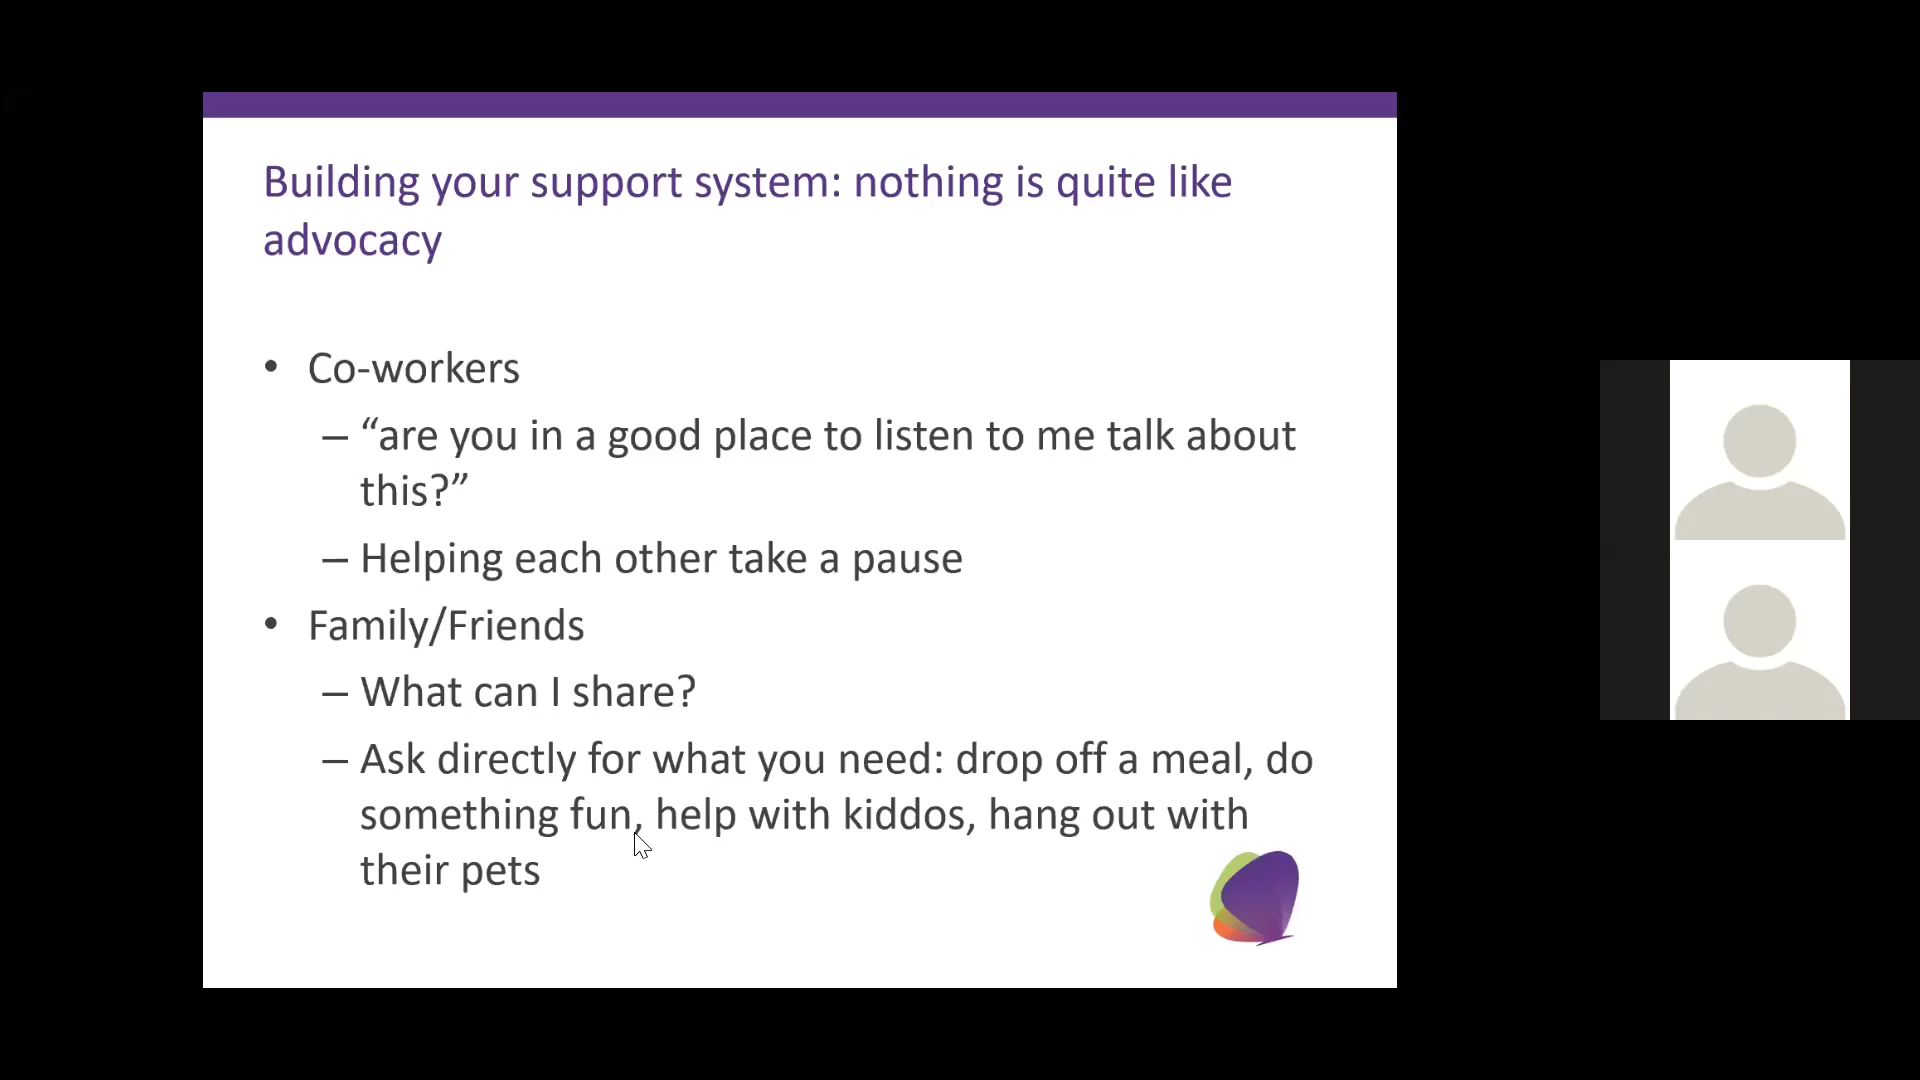 Building your support system: nothing is quite like
advocacy
• Co-workers
– “are you in a good place to listen to me talk about
this?”
– Helping each other take a pause
• Family/Friends
– What can I share?
– Ask directly for what you need: drop off a meal, do
something fun, help with kiddos, hang out with
their pets